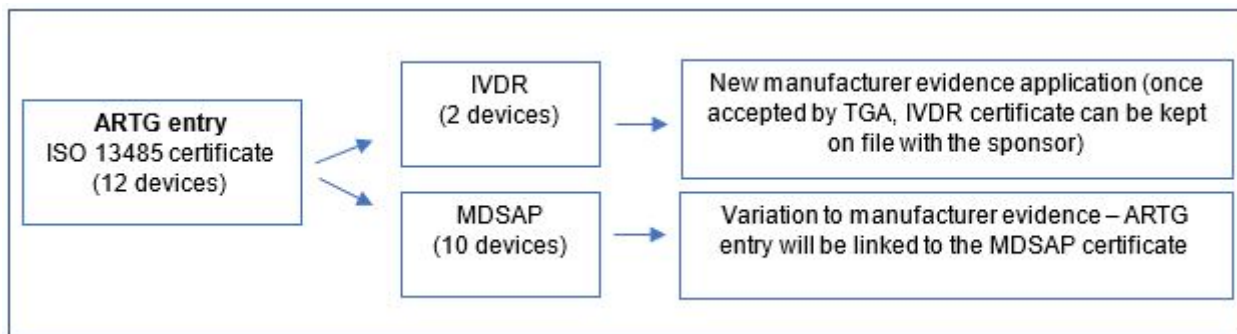 ARTG entry
ISO 13485 certificate
(12 devices)
IVDR
(2 devices)
New manufacturer evidence application (once
accepted by TGA, IVDR certificate can be kept
on file with the sponsor)
MDSAP
(10 devices)
Variation to manufacturer evidence – ARTG
entry will be linked to the MDSAP certificate